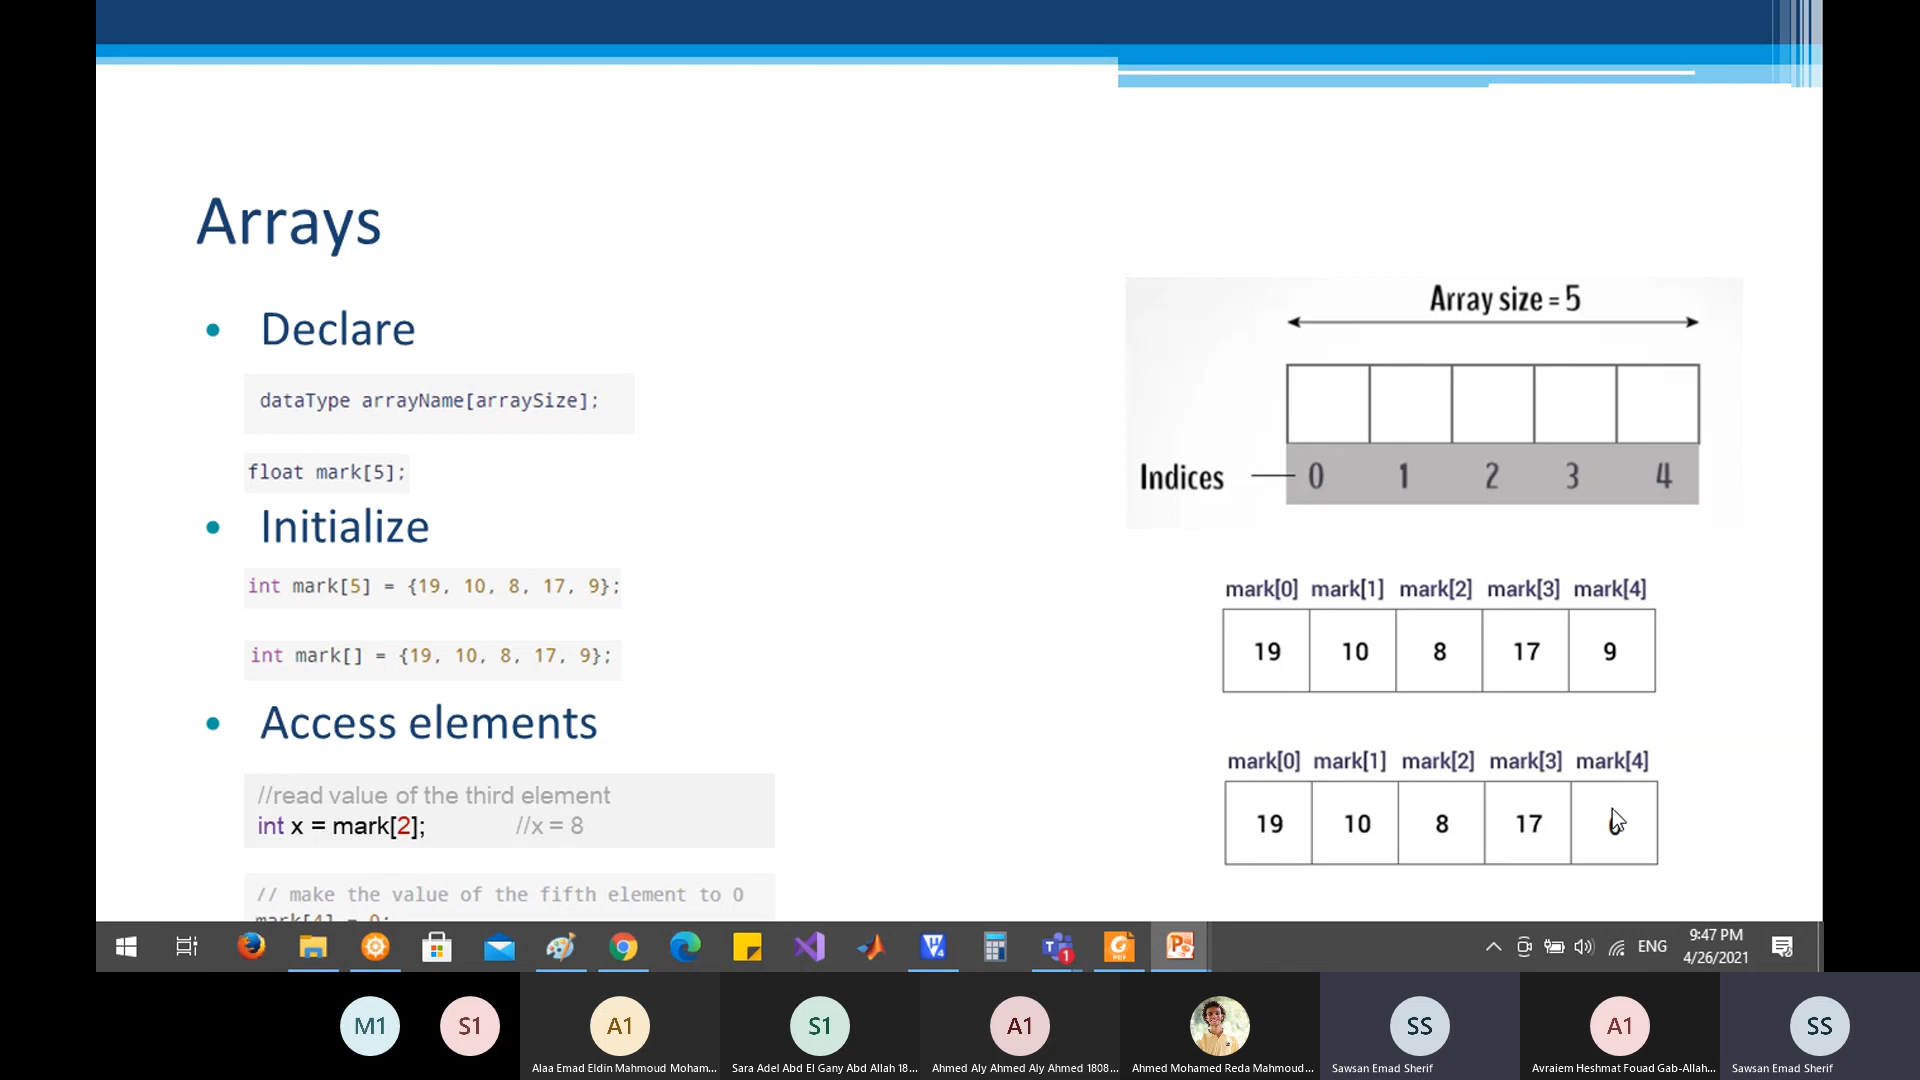 Arrays
• Declare
dataType arrayName[arraySize];
float mark[5];
• Initialize
int mark[5] = {19, 10, 8, 17, 9};
int mark[] = {19, 10, 8, 17, 9};
• Access elements
//read value of the third element
int x = mark[2]; //x = 8
// make the value of the fifth element to 0
mark[4] = 0;
Array size = 5
Indices 0 1 2 3 4
mark[0] mark[1] mark[2] mark[3] mark[4]
19 10 8 17 9
mark[0] mark[1] mark[2] mark[3] mark[4]
19 10 8 17
ENG
9:47 PM
4/26/2021
1
M1 S1 A1 S1 A1 SS A1 SS
Alaa Emad Eldin Mahmoud Moham...
Sara Adel Abd El Gany Abd Allah 18...
Ahmed Aly Ahmed Aly Ahmed 1808...
Ahmed Mohamed Reda Mahmoud...
Sawsan Emad Sherif
Avraiem Heshmat Fouad Gab-Allah...
Sawsan Emad Sherif